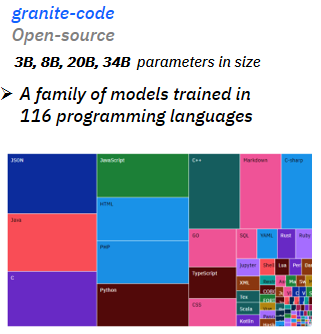 granite-code
Open-source
3B, 8B, 20B, 34B parameters in size
➤ A family of models trained in
116 programming languages
JSON
JavaScript
C++
Markdown
C-sharp
HTML
Java
GO
SQL
YAML
Rust
Ruby
PHP
Jupyter
Shell
Lua
Per
C
Python
TypeScript
XML
Tex
Scala
CSS
Kotlin